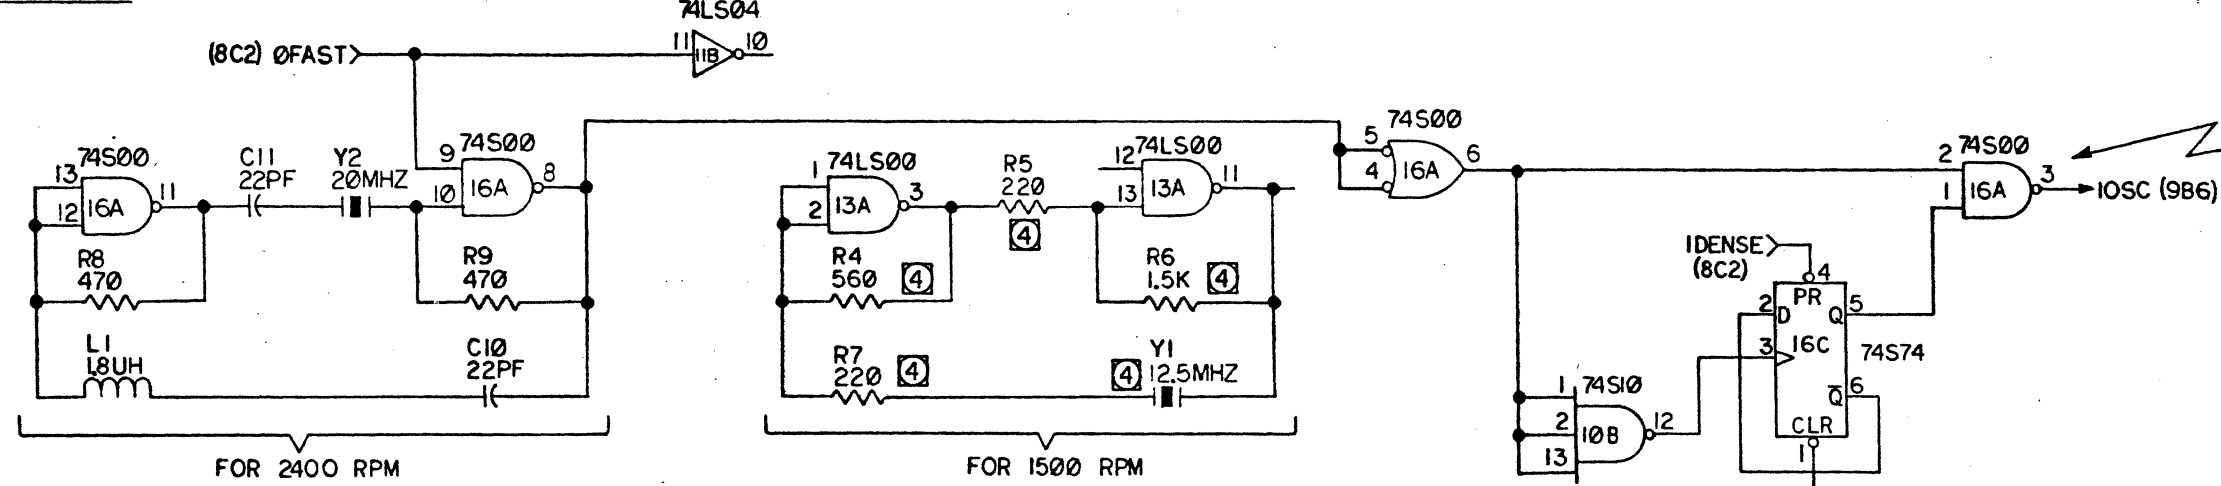 74LS04
(8C2) 0FAST
11
11B
10
74S00
13
12
16A
11
C11
22PF
Y2
20MHZ
74S00
9
10
16A
8
R8
470
R9
470
L1
1.8UH
C10
22PF
FOR 2400 RPM
74LS00
1
2
13A
3
R5
220
4
74LS00
12
13
13A
11
R4
560
4
R6
1.5K
4
R7
220
4
Y1
4
12.5MHZ
FOR 1500 RPM
74S00
5
4
16A
6
74S00
2
1
16A
3
1OSC (9B6)
1DENSE
(8C2)
4
PR
2
D
Q
5
3
16C
74S74
Q̅
6
CLR
1
74S10
1
2
13
10B
12